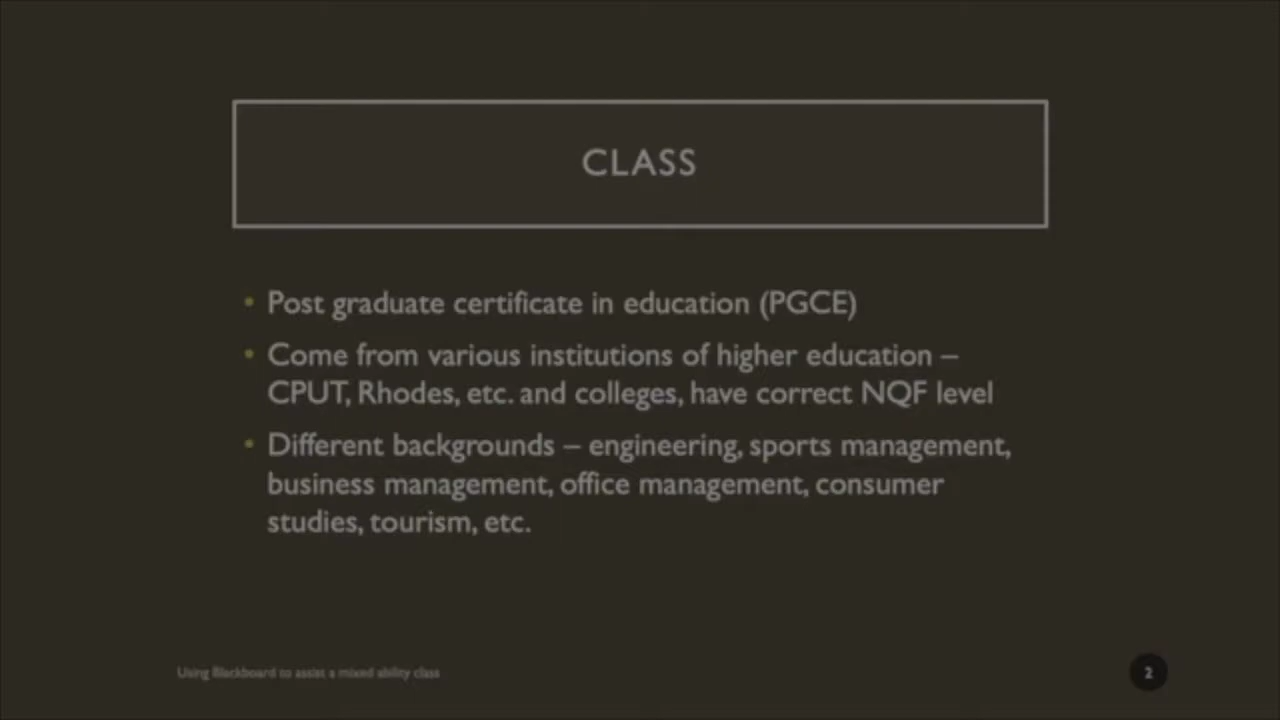 CLASS
• Post graduate certificate in education (PGCE)
• Come from various institutions of higher education –
CPUT, Rhodes, etc. and colleges, have correct NQF level
• Different backgrounds – engineering, sports management,
business management, office management, consumer
studies, tourism, etc.
Using Blackboard to assist a mixed ability class
2